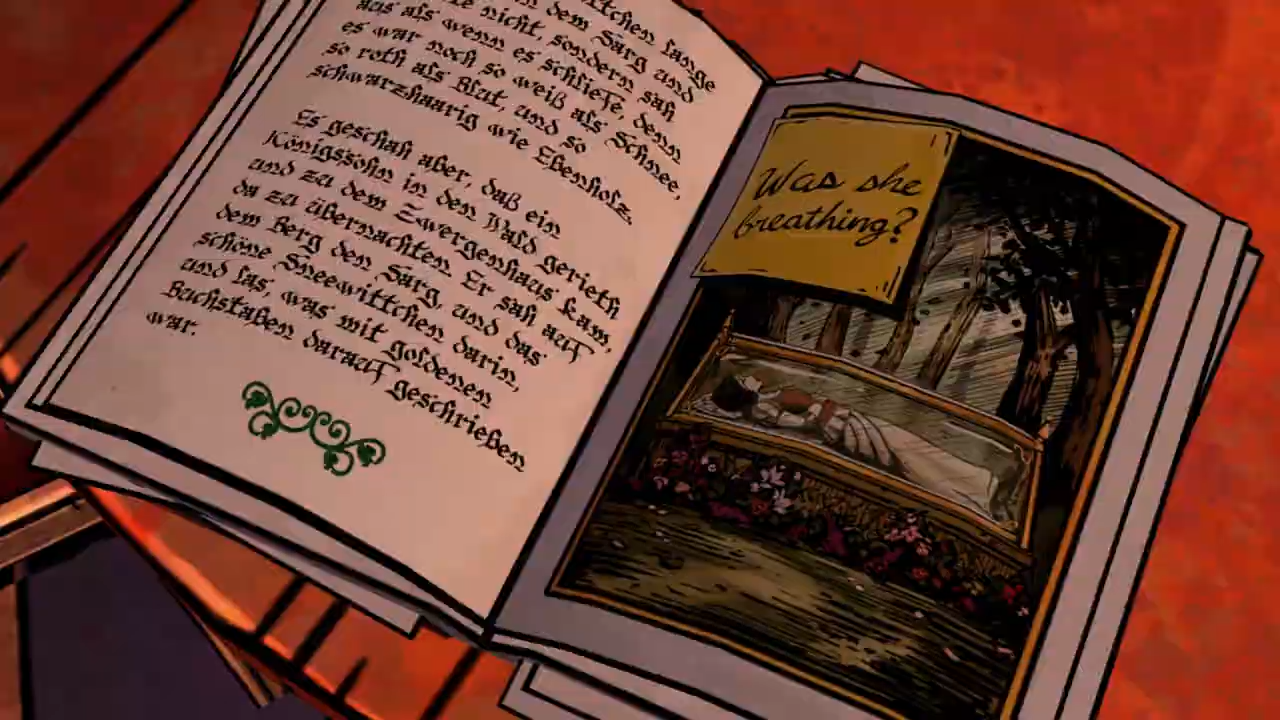 ttchen lange
n dem Sarg und
te nicht, sondern sah
aus als wenn es schliefe, denn
es war noch so weiß als Schnee,
so roth als Blut, und so
schwarzhaarig wie Ebenholz.
Es geschah aber, daß ein
Königssohn in den Wald gerieth
und zu dem Zwergenhaus kam,
da zu übernachten. Er sah auf
dem Berg den Sarg, und das
schöne Sneewittchen darin,
und las, was mit goldenen
Buchstaben darauf geschrieben
war.
Was she
breathing?